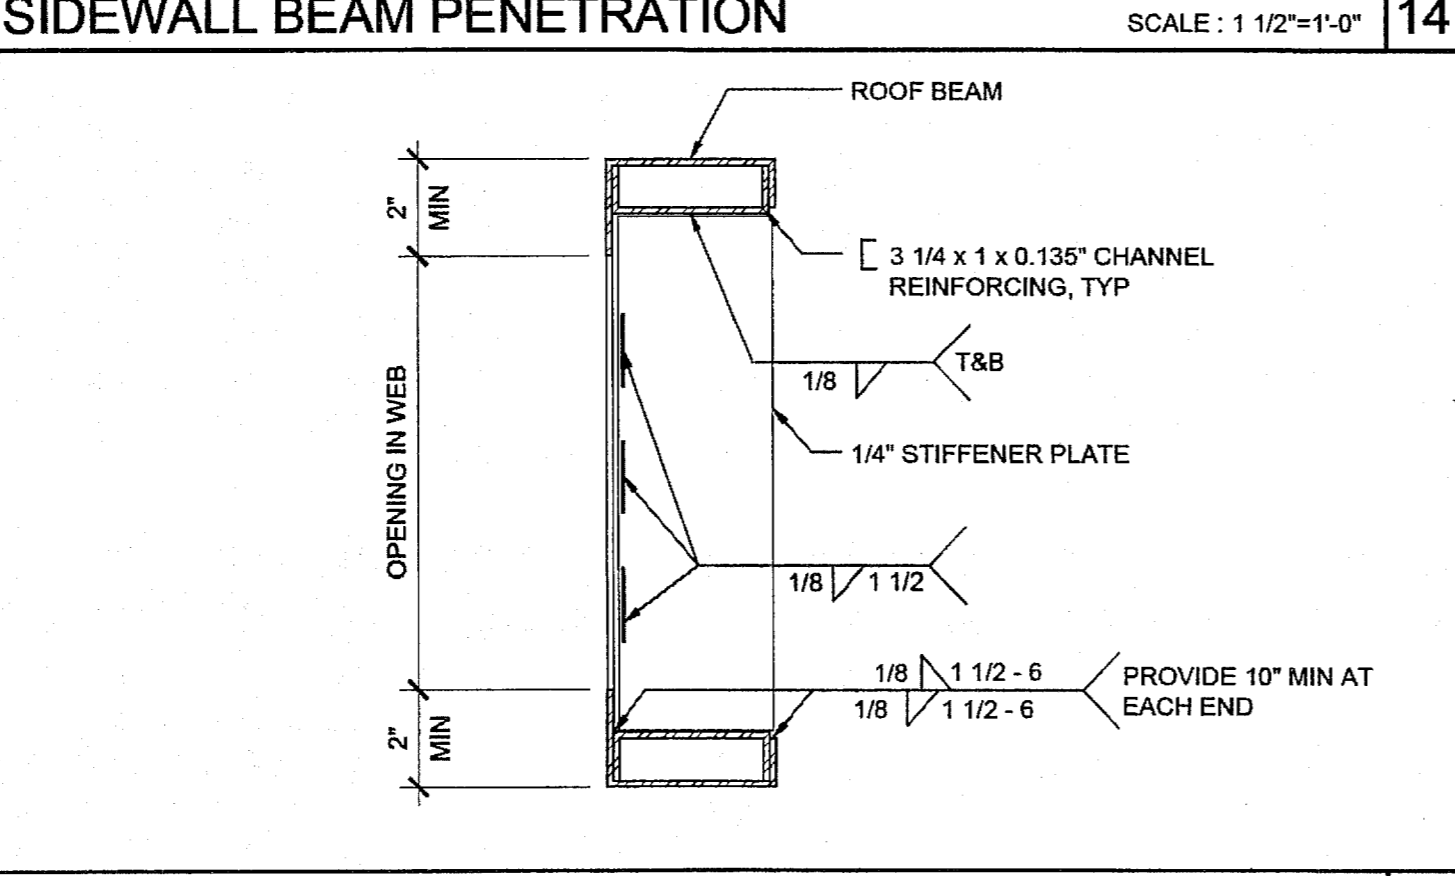 SIDEWALL BEAM PENETRATION
SCALE : 1 1/2"=1'-0"
14
ROOF BEAM
2"
MIN
3 1/4 x 1 x 0.135" CHANNEL
REINFORCING, TYP
T&B
1/8
OPENING IN WEB
1/4" STIFFENER PLATE
1/8 1 1/2
1/8 1 1/2 - 6
1/8 1 1/2 - 6
PROVIDE 10" MIN AT
EACH END
2"
MIN